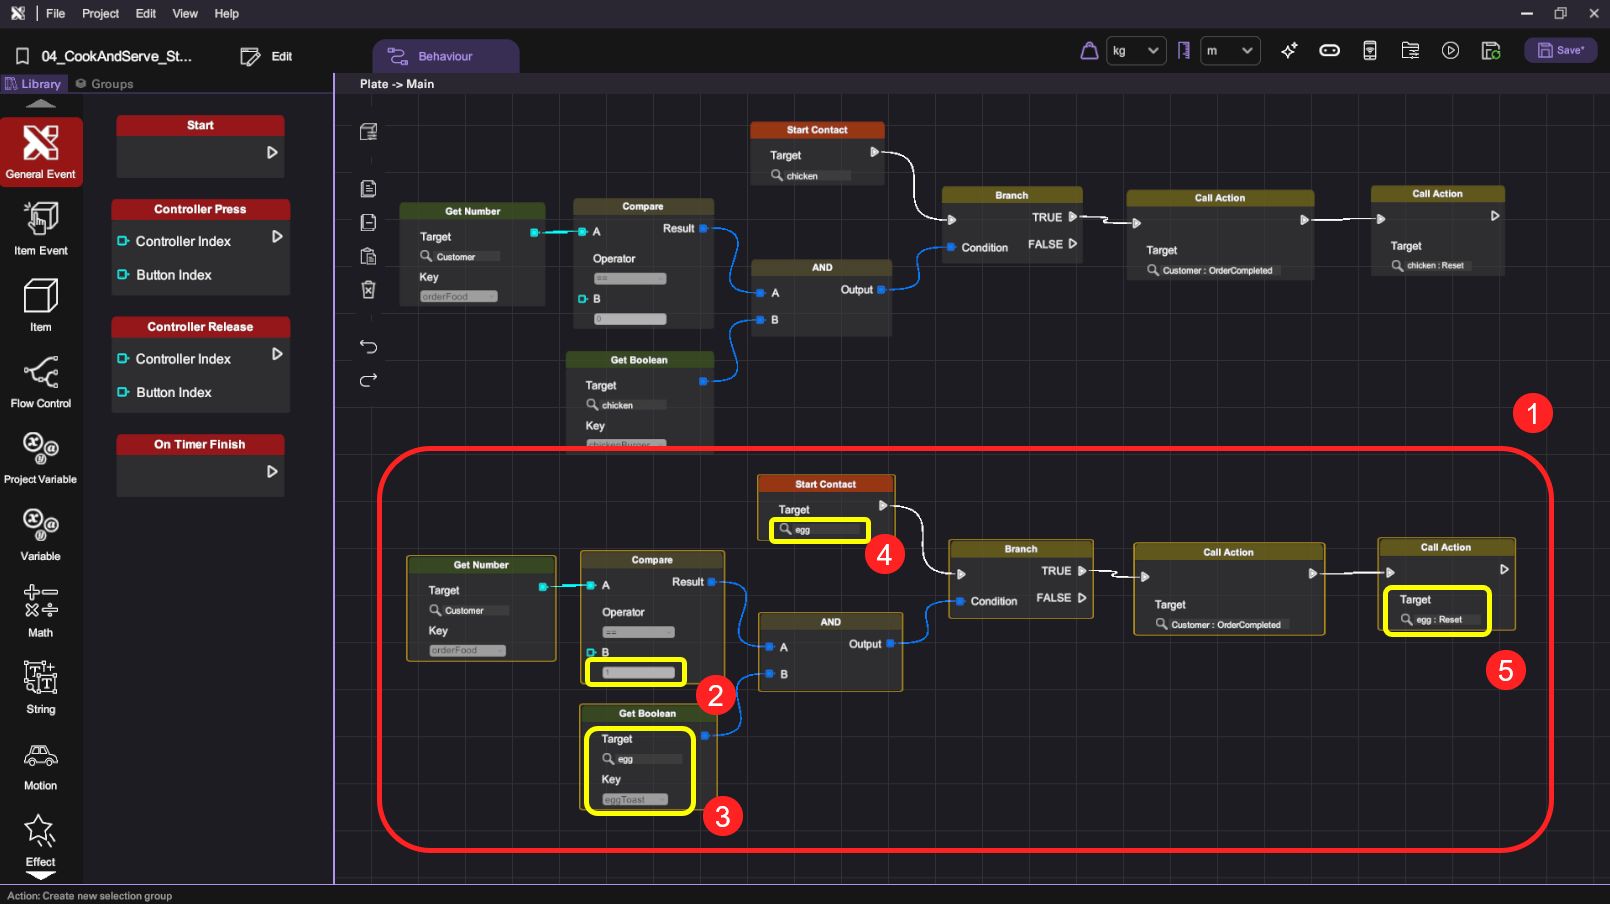 File Project Edit View Help
04_CookAndServe_St... Edit Behaviour kg m Save*
Library Groups Plate -> Main
General Event
Item Event
Item
Flow Control
Project Variable
Variable
Math
String
Motion
Effect
Start
Controller Press
Controller Index
Button Index
Controller Release
Controller Index
Button Index
On Timer Finish
Start Contact
Target
chicken
Get Number
Target
Customer
Key
orderFood
Compare
A Result
Operator
==
B
0
AND
A Output
B
Get Boolean
Target
chicken
Key
chickenBurger
Branch
TRUE
Condition
FALSE
Call Action
Target
Customer : OrderCompleted
Call Action
Target
chicken : Reset
1
Start Contact
Target
egg
4
Get Number
Target
Customer
Key
orderFood
Compare
A Result
Operator
==
B
1
2
AND
A Output
B
Get Boolean
Target
egg
Key
eggToast
3
Branch
TRUE
Condition
FALSE
Call Action
Target
Customer : OrderCompleted
Call Action
Target
egg : Reset
5
Action: Create new selection group